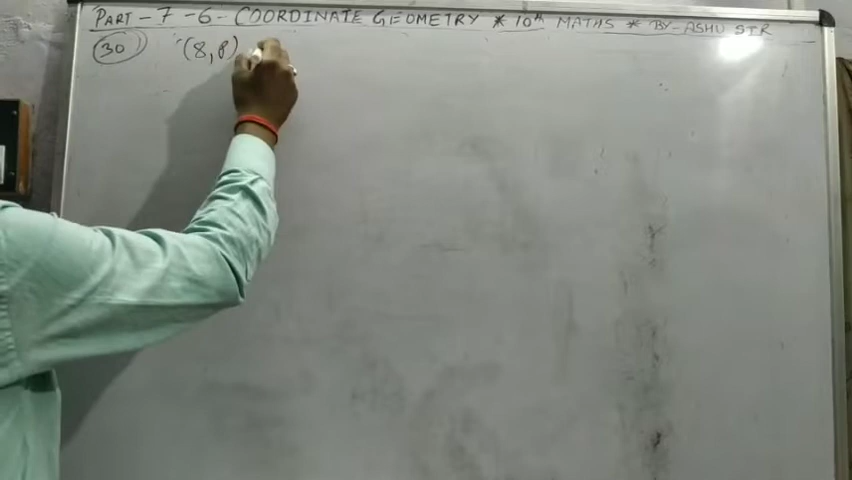 PART - 7 - 6 - COORDINATE GEOMETRY * 10th MATHS * BY- ASHU SIR
30 (8,8)